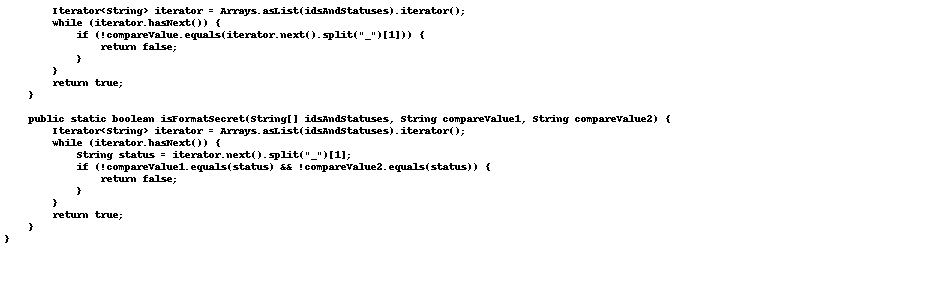 Iterator<String> iterator = Arrays.asList(idsAndStatuses).iterator();
        while (iterator.hasNext()) {
            if (!compareValue.equals(iterator.next().split("_")[1])) {
                return false;
            }
        }
        return true;
    }

    public static boolean isFormatSecret(String[] idsAndStatuses, String compareValue1, String compareValue2) {
        Iterator<String> iterator = Arrays.asList(idsAndStatuses).iterator();
        while (iterator.hasNext()) {
            String status = iterator.next().split("_")[1];
            if (!compareValue1.equals(status) && !compareValue2.equals(status)) {
                return false;
            }
        }
        return true;
    }
}